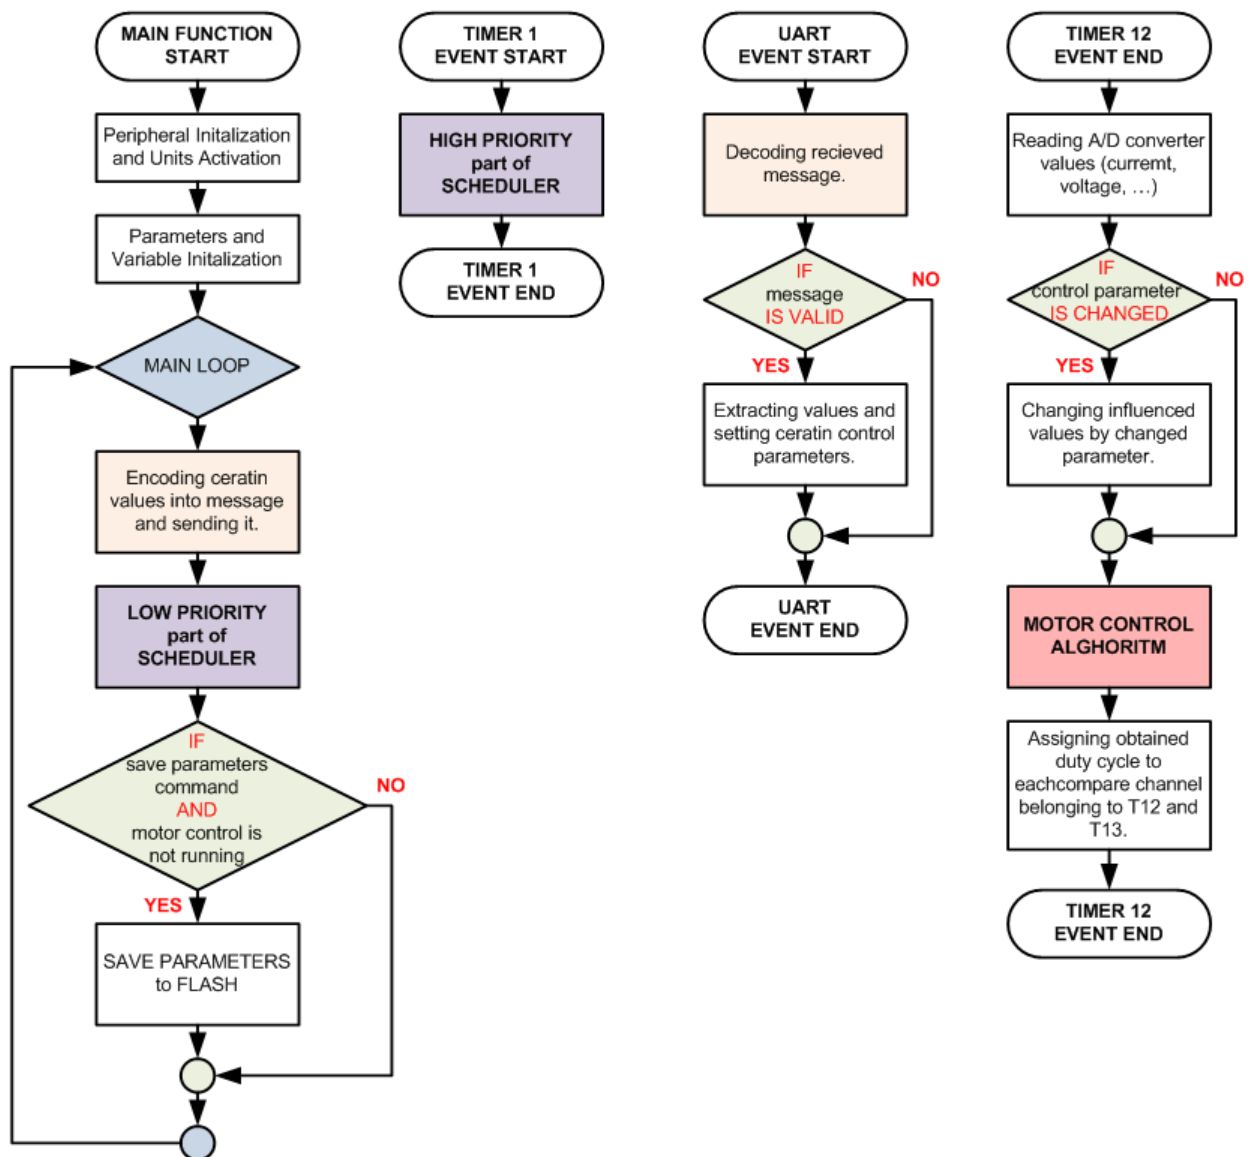 MAIN FUNCTION
START
Peripheral Initalization
and Units Activation
Parameters and
Variable Initalization
MAIN LOOP
Encoding ceratin
values into message
and sending it.
LOW PRIORITY
part of
SCHEDULER
IF
save parameters
command
AND
motor control is
not running
NO
YES
SAVE PARAMETERS
to FLASH
TIMER 1
EVENT START
HIGH PRIORITY
part of
SCHEDULER
TIMER 1
EVENT END
UART
EVENT START
Decoding recieved
message.
IF
message
IS VALID
NO
YES
Extracting values and
setting ceratin control
parameters.
UART
EVENT END
TIMER 12
EVENT END
Reading A/D converter
values (curremt,
voltage, …)
IF
control parameter
IS CHANGED
NO
YES
Changing influenced
values by changed
parameter.
MOTOR CONTROL
ALGHORITM
Assigning obtained
duty cycle to
eachcompare channel
belonging to T12 and
T13.
TIMER 12
EVENT END